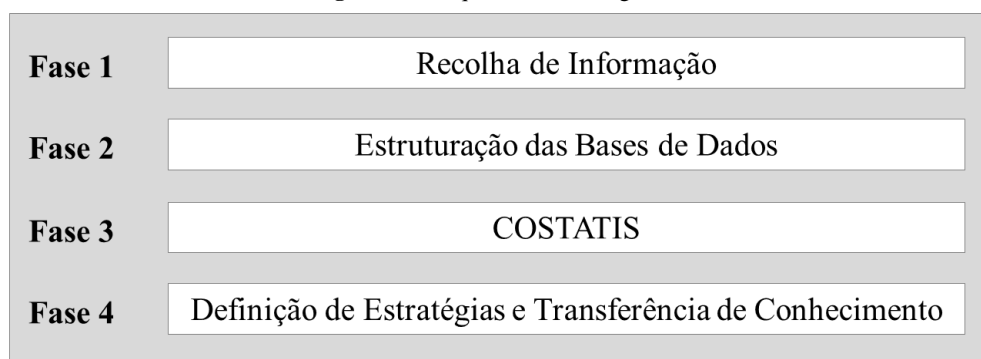 Fase 1 Recolha de Informação
Fase 2 Estruturação das Bases de Dados
Fase 3 COSTATIS
Fase 4 Definição de Estratégias e Transferência de Conhecimento